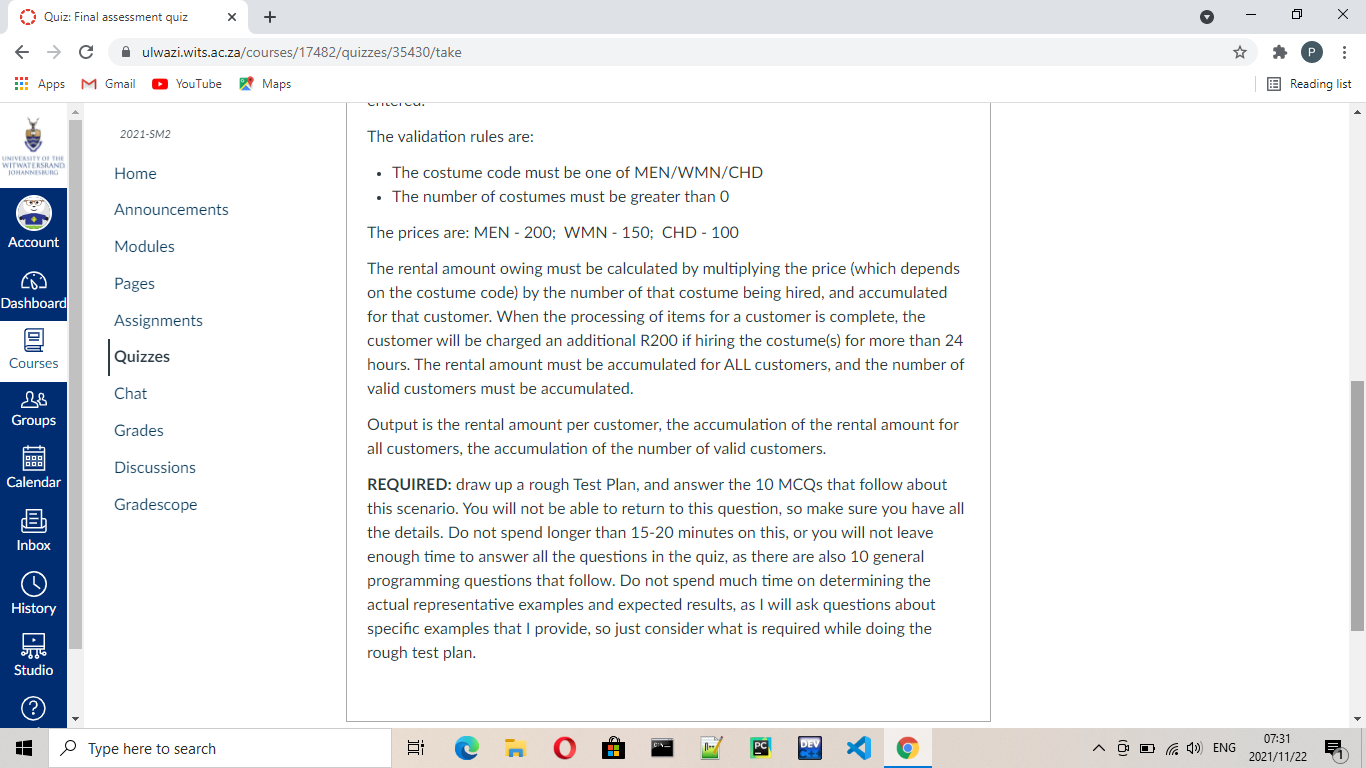 Quiz: Final assessment quiz
ulwazi.wits.ac.za/courses/17482/quizzes/35430/take
P
Apps Gmail YouTube Maps Reading list
UNIVERSITY OF THE
WITWATERSRAND
JOHANNESBURG
Account
Dashboard
Courses
Groups
Calendar
Inbox
History
Studio
2021-SM2
Home
Announcements
Modules
Pages
Assignments
Quizzes
Chat
Grades
Discussions
Gradescope
entered.
The validation rules are:
• The costume code must be one of MEN/WMN/CHD
• The number of costumes must be greater than 0
The prices are: MEN - 200; WMN - 150; CHD - 100
The rental amount owing must be calculated by multiplying the price (which depends
on the costume code) by the number of that costume being hired, and accumulated
for that customer. When the processing of items for a customer is complete, the
customer will be charged an additional R200 if hiring the costume(s) for more than 24
hours. The rental amount must be accumulated for ALL customers, and the number of
valid customers must be accumulated.
Output is the rental amount per customer, the accumulation of the rental amount for
all customers, the accumulation of the number of valid customers.
REQUIRED: draw up a rough Test Plan, and answer the 10 MCQs that follow about
this scenario. You will not be able to return to this question, so make sure you have all
the details. Do not spend longer than 15-20 minutes on this, or you will not leave
enough time to answer all the questions in the quiz, as there are also 10 general
programming questions that follow. Do not spend much time on determining the
actual representative examples and expected results, as I will ask questions about
specific examples that I provide, so just consider what is required while doing the
rough test plan.
Type here to search
PC
DEV
ENG
07:31
2021/11/22
1